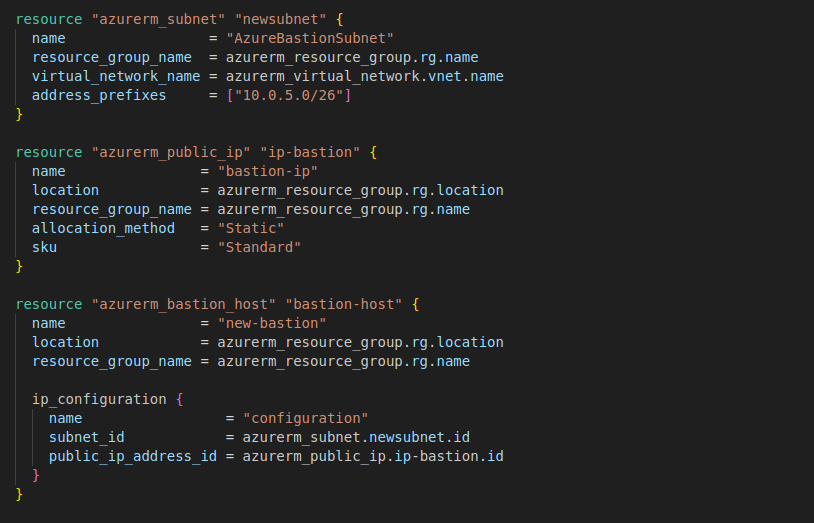 resource "azurerm_subnet" "newsubnet" {
  name                 = "AzureBastionSubnet"
  resource_group_name  = azurerm_resource_group.rg.name
  virtual_network_name = azurerm_virtual_network.vnet.name
  address_prefixes     = ["10.0.5.0/26"]
}

resource "azurerm_public_ip" "ip-bastion" {
  name                = "bastion-ip"
  location            = azurerm_resource_group.rg.location
  resource_group_name = azurerm_resource_group.rg.name
  allocation_method   = "Static"
  sku                 = "Standard"
}

resource "azurerm_bastion_host" "bastion-host" {
  name                = "new-bastion"
  location            = azurerm_resource_group.rg.location
  resource_group_name = azurerm_resource_group.rg.name

  ip_configuration {
    name                 = "configuration"
    subnet_id            = azurerm_subnet.newsubnet.id
    public_ip_address_id = azurerm_public_ip.ip-bastion.id
  }
}